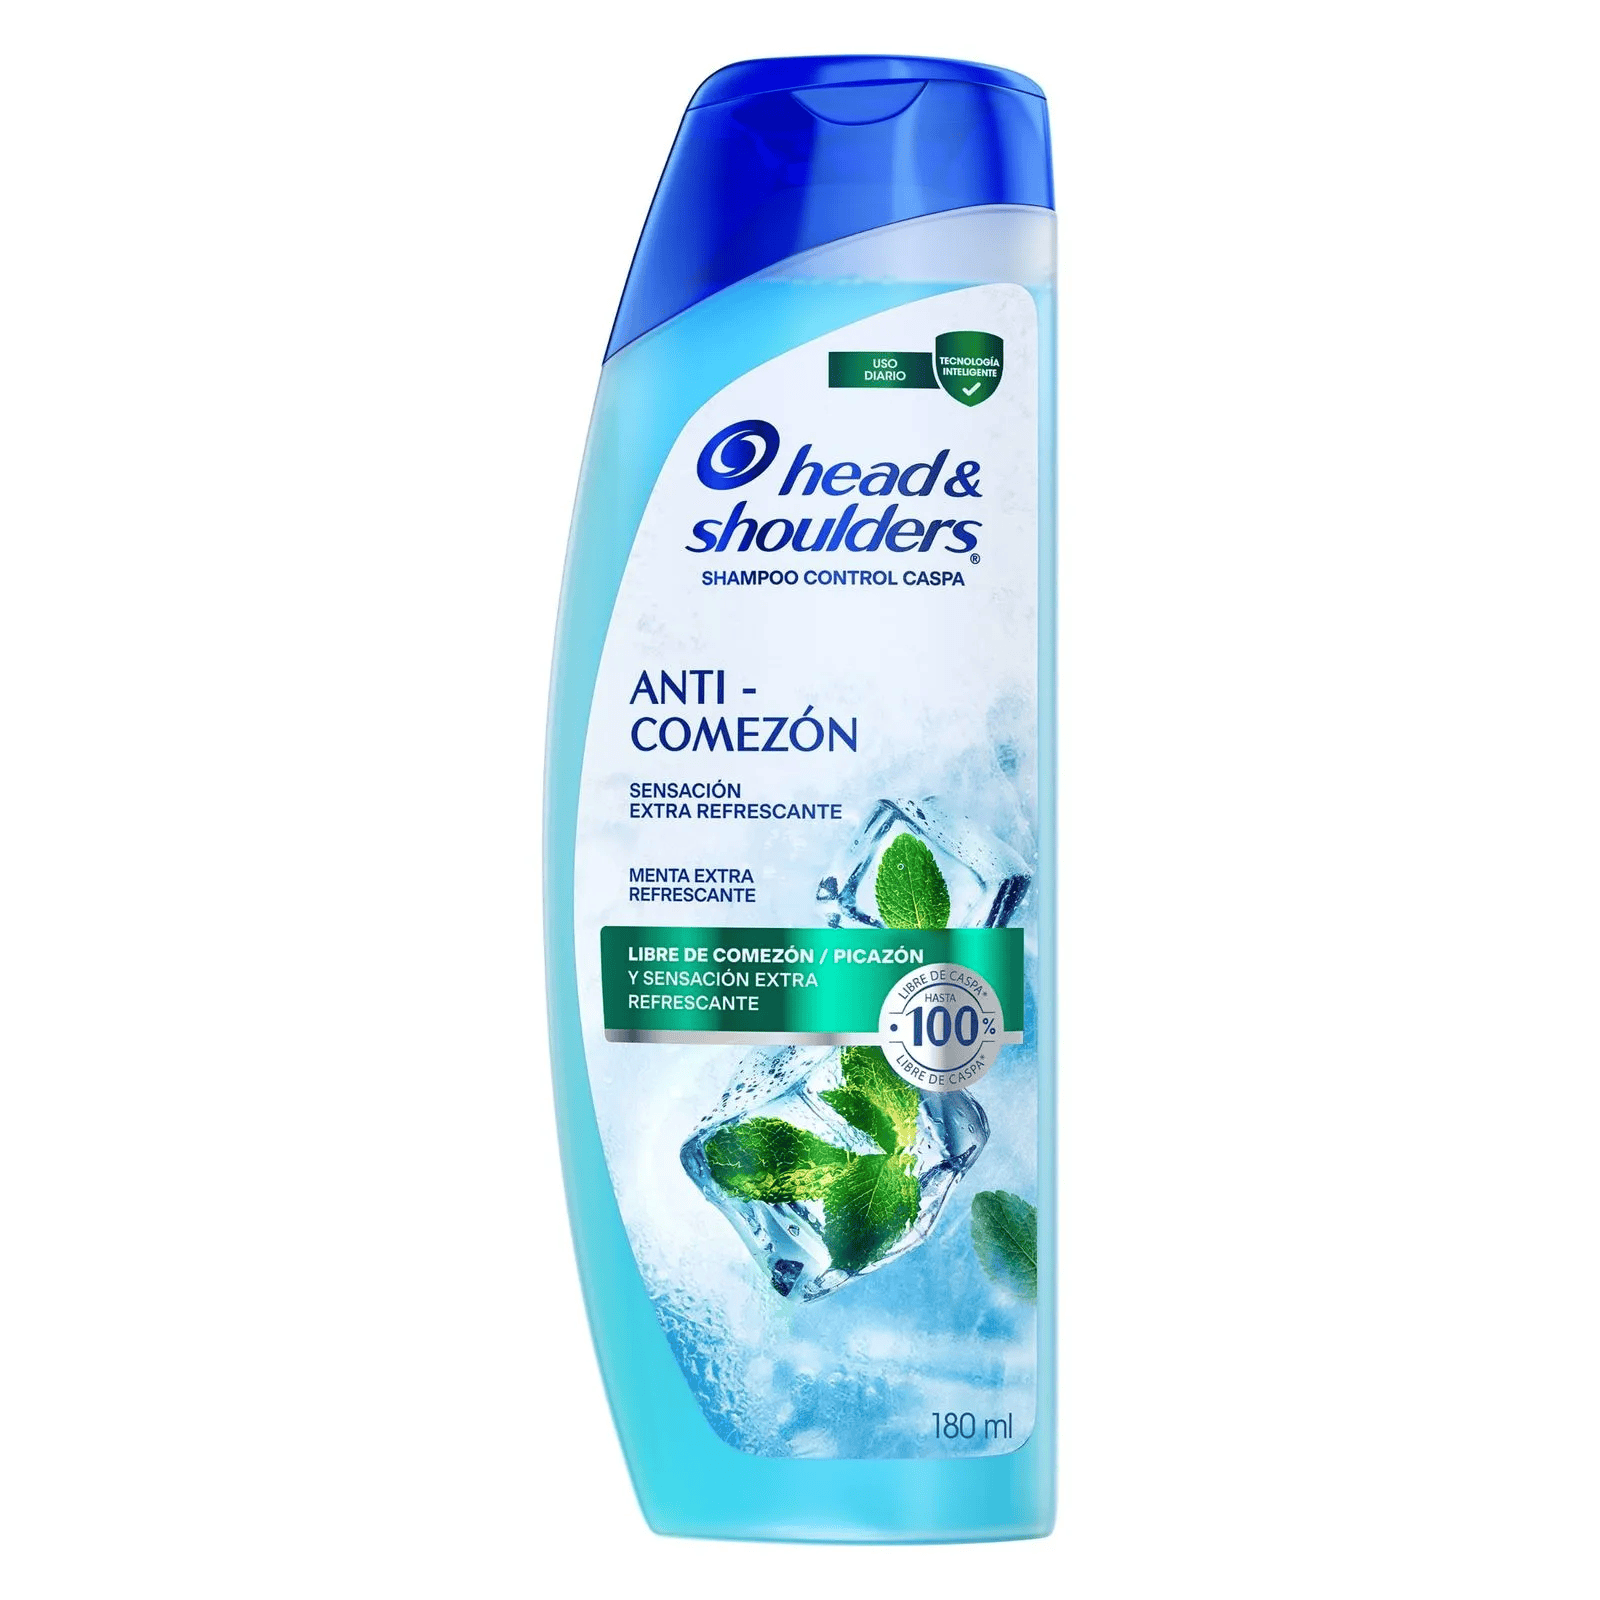 USO
DIARIO
TECNOLOGÍA
INTELIGENTE
head &
shoulders®
SHAMPOO CONTROL CASPA
ANTI -
COMEZÓN
SENSACIÓN
EXTRA REFRESCANTE
MENTA EXTRA
REFRESCANTE
LIBRE DE COMEZÓN / PICAZÓN
Y SENSACIÓN EXTRA
REFRESCANTE
LIBRE DE CASPA*
HASTA
100%
LIBRE DE CASPA*
180 ml